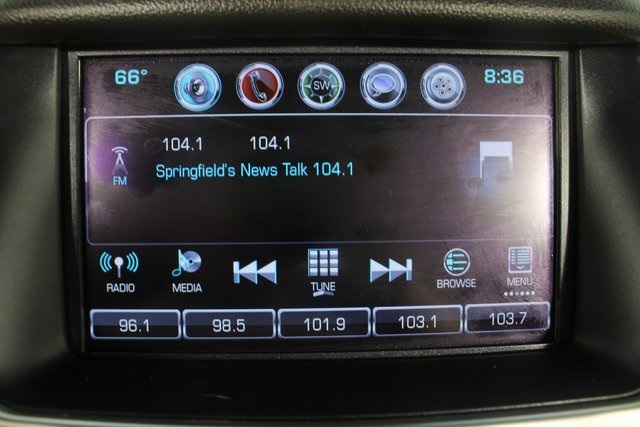 66° SW 8:36
104.1 104.1
Springfield's News Talk 104.1
FM
RADIO MEDIA TUNE BROWSE MENU
96.1 98.5 101.9 103.1 103.7